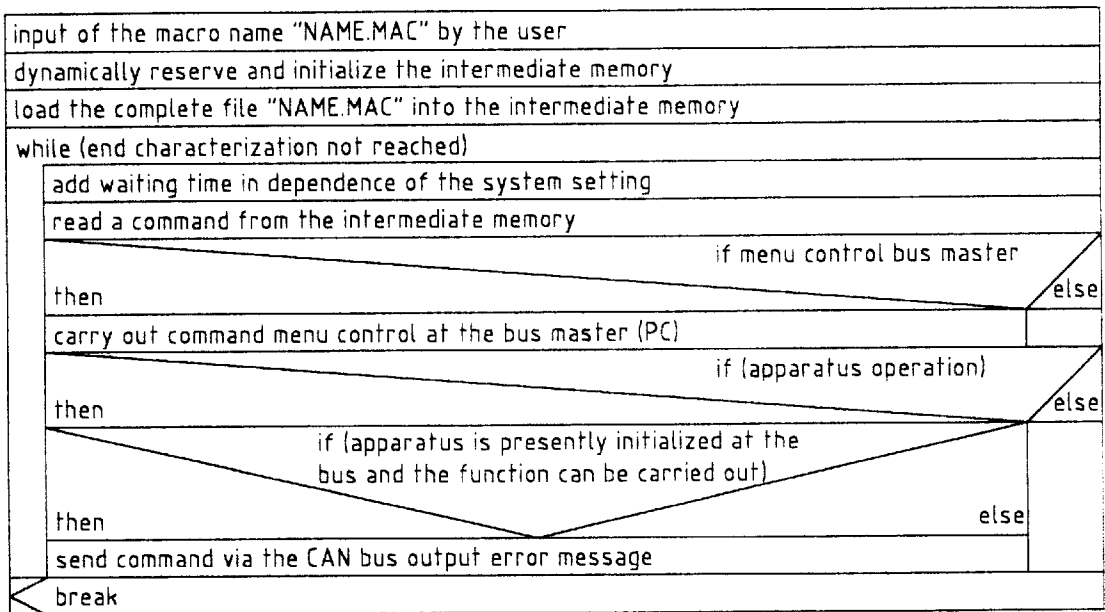 input of the macro name "NAME.MAC" by the user
dynamically reserve and initialize the intermediate memory
load the complete file "NAME.MAC" into the intermediate memory
while (end characterization not reached)
add waiting time in dependence of the system setting
read a command from the intermediate memory
if menu control bus master
then
else
carry out command menu control at the bus master (PC)
if (apparatus operation)
then
else
if (apparatus is presently initialized at the
bus and the function can be carried out)
then
else
send command via the CAN bus output error message
break